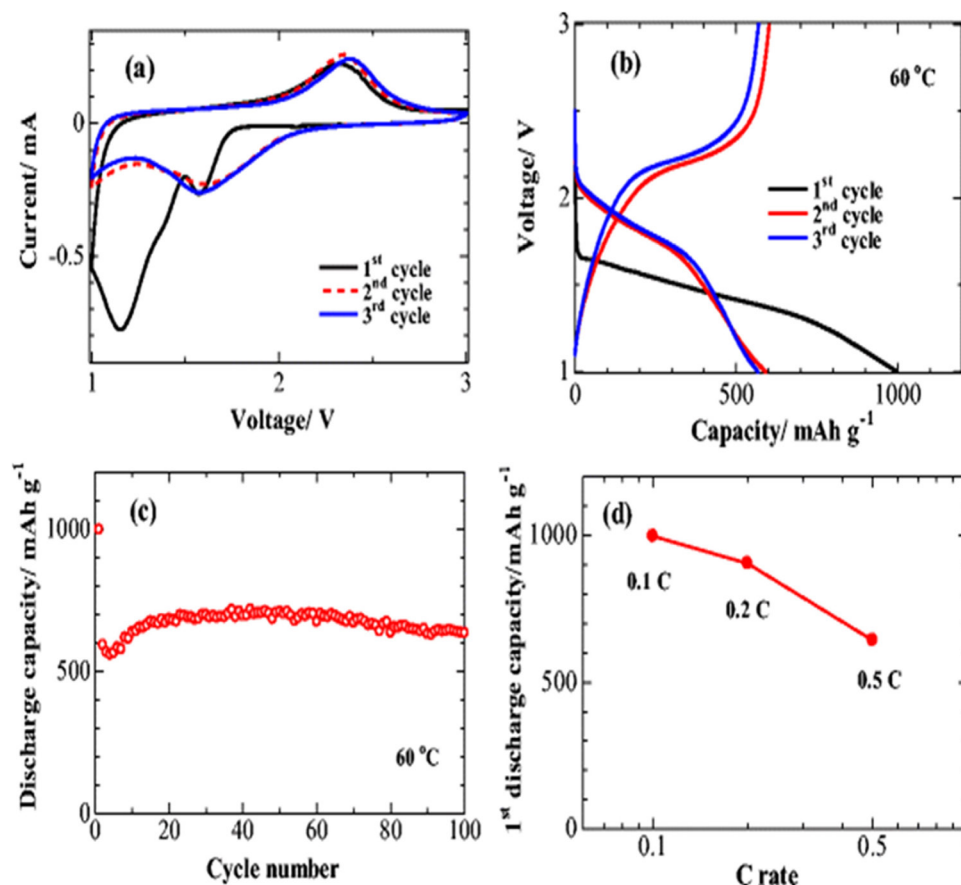 (a)
Current/ mA
0
-0.5
1st cycle
2nd cycle
3rd cycle
1 2 3
Voltage/ V
(b)
60 °C
Voltage/ V
3
2
1
1st cycle
2nd cycle
3rd cycle
0 500 1000
Capacity/ mAh g-1
(c)
Discharge capacity/ mAh g-1
1000
500
0
60 °C
0 20 40 60 80 100
Cycle number
(d)
1st discharge capacity/mAh g-1
1000
500
0
0.1 C
0.2 C
0.5 C
0.1 0.5
C rate